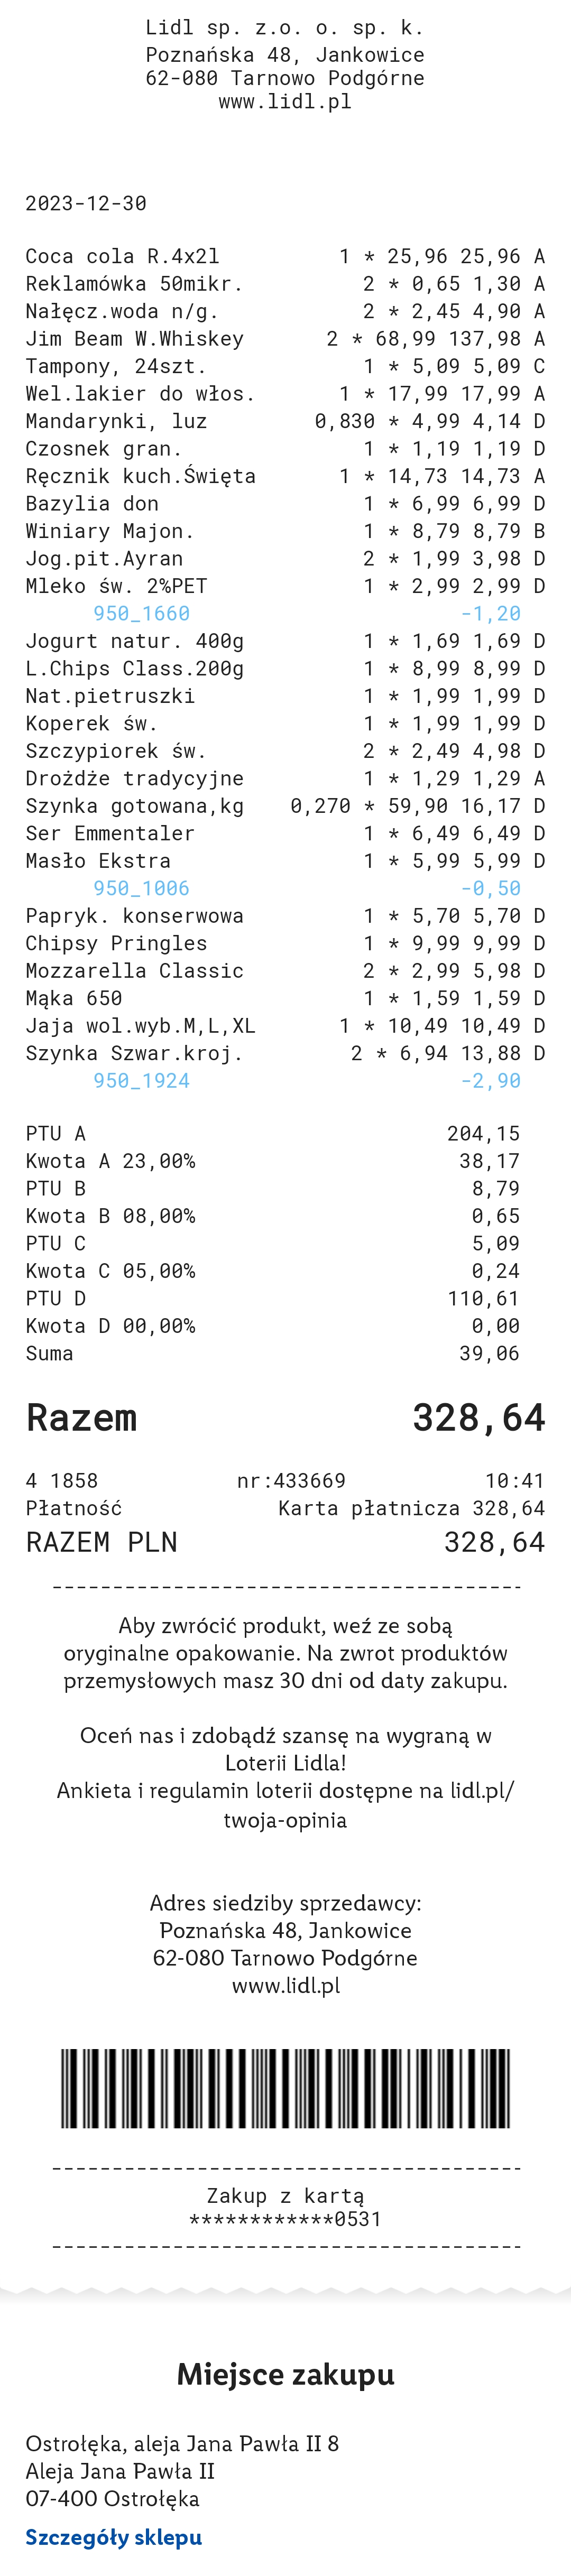 Lidl sp. z.o. o. sp. k.
Poznańska 48, Jankowice
62-080 Tarnowo Podgórne
www.lidl.pl
2023-12-30
Coca cola R.4x2l 1 * 25,96 25,96 A
Reklamówka 50mikr. 2 * 0,65 1,30 A
Nałęcz.woda n/g. 2 * 2,45 4,90 A
Jim Beam W.Whiskey 2 * 68,99 137,98 A
Tampony, 24szt. 1 * 5,09 5,09 C
Wel.lakier do włos. 1 * 17,99 17,99 A
Mandarynki, luz 0,830 * 4,99 4,14 D
Czosnek gran. 1 * 1,19 1,19 D
Ręcznik kuch.Święta 1 * 14,73 14,73 A
Bazylia don 1 * 6,99 6,99 D
Winiary Majon. 1 * 8,79 8,79 B
Jog.pit.Ayran 2 * 1,99 3,98 D
Mleko św. 2%PET 1 * 2,99 2,99 D
950_1660 -1,20
Jogurt natur. 400g 1 * 1,69 1,69 D
L.Chips Class.200g 1 * 8,99 8,99 D
Nat.pietruszki 1 * 1,99 1,99 D
Koperek św. 1 * 1,99 1,99 D
Szczypiorek św. 2 * 2,49 4,98 D
Drożdże tradycyjne 1 * 1,29 1,29 A
Szynka gotowana,kg 0,270 * 59,90 16,17 D
Ser Emmentaler 1 * 6,49 6,49 D
Masło Ekstra 1 * 5,99 5,99 D
950_1006 -0,50
Papryk. konserwowa 1 * 5,70 5,70 D
Chipsy Pringles 1 * 9,99 9,99 D
Mozzarella Classic 2 * 2,99 5,98 D
Mąka 650 1 * 1,59 1,59 D
Jaja wol.wyb.M,L,XL 1 * 10,49 10,49 D
Szynka Szwar.kroj. 2 * 6,94 13,88 D
950_1924 -2,90
PTU A 204,15
Kwota A 23,00% 38,17
PTU B 8,79
Kwota B 08,00% 0,65
PTU C 5,09
Kwota C 05,00% 0,24
PTU D 110,61
Kwota D 00,00% 0,00
Suma 39,06
Razem 328,64
4 1858 nr:433669 10:41
Płatność Karta płatnicza 328,64
RAZEM PLN 328,64
Aby zwrócić produkt, weź ze sobą
oryginalne opakowanie. Na zwrot produktów
przemysłowych masz 30 dni od daty zakupu.
Oceń nas i zdobądź szansę na wygraną w
Loterii Lidla!
Ankieta i regulamin loterii dostępne na lidl.pl/
twoja-opinia
Adres siedziby sprzedawcy:
Poznańska 48, Jankowice
62-080 Tarnowo Podgórne
www.lidl.pl
Zakup z kartą
************0531
Miejsce zakupu
Ostrołęka, aleja Jana Pawła II 8
Aleja Jana Pawła II
07-400 Ostrołęka
Szczegóły sklepu